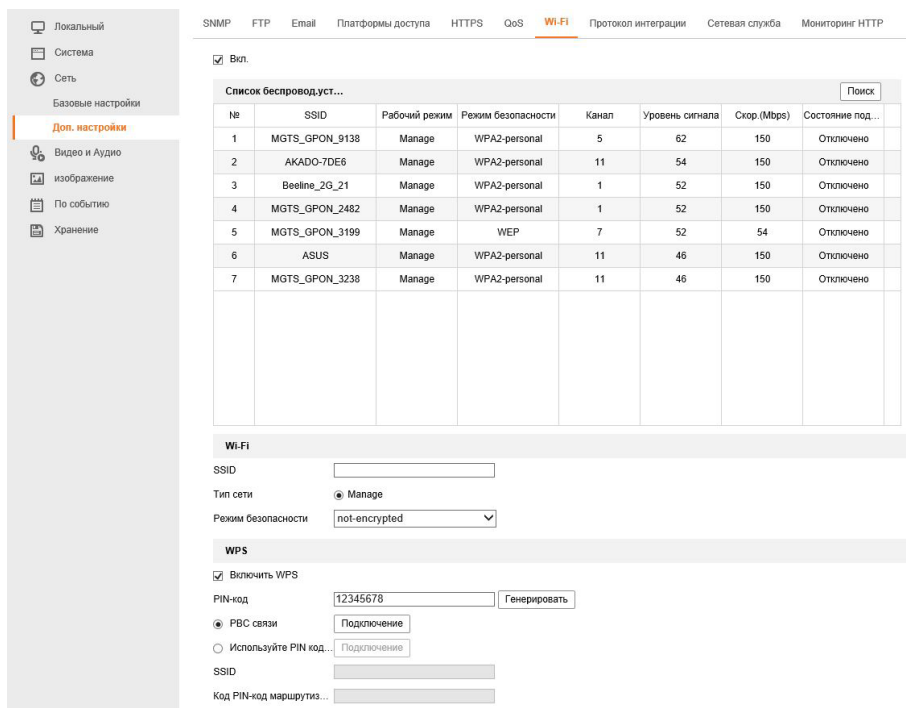 Локальный
Система
Сеть
Базовые настройки
Доп. настройки
Видео и Аудио
изображение
По событию
Хранение
SNMP FTP Email Платформы доступа HTTPS QoS Wi-Fi Протокол интеграции Сетевая служба Мониторинг HTTP
Вкл.
Список беспровод.уст... Поиск
№ SSID Рабочий режим Режим безопасности Канал Уровень сигнала Скор.(Mbps) Состояние под...
1 MGTS_GPON_9138 Manage WPA2-personal 5 62 150 Отключено
2 AKADO-7DE6 Manage WPA2-personal 11 54 150 Отключено
3 Beeline_2G_21 Manage WPA2-personal 1 52 150 Отключено
4 MGTS_GPON_2482 Manage WPA2-personal 1 52 150 Отключено
5 MGTS_GPON_3199 Manage WEP 7 52 54 Отключено
6 ASUS Manage WPA2-personal 11 46 150 Отключено
7 MGTS_GPON_3238 Manage WPA2-personal 11 46 150 Отключено
Wi-Fi
SSID
Тип сети Manage
Режим безопасности not-encrypted
WPS
Включить WPS
PIN-код 12345678 Генерировать
PBC связи Подключение
Используйте PIN код... Подключение
SSID
Код PIN-код маршрутиз...